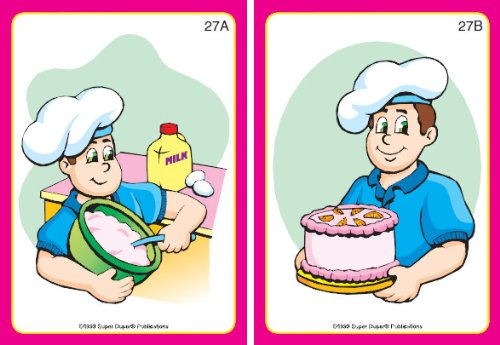 27A
MILK
©1999 Super Duper® Publications
27B
©1999 Super Duper® Publications